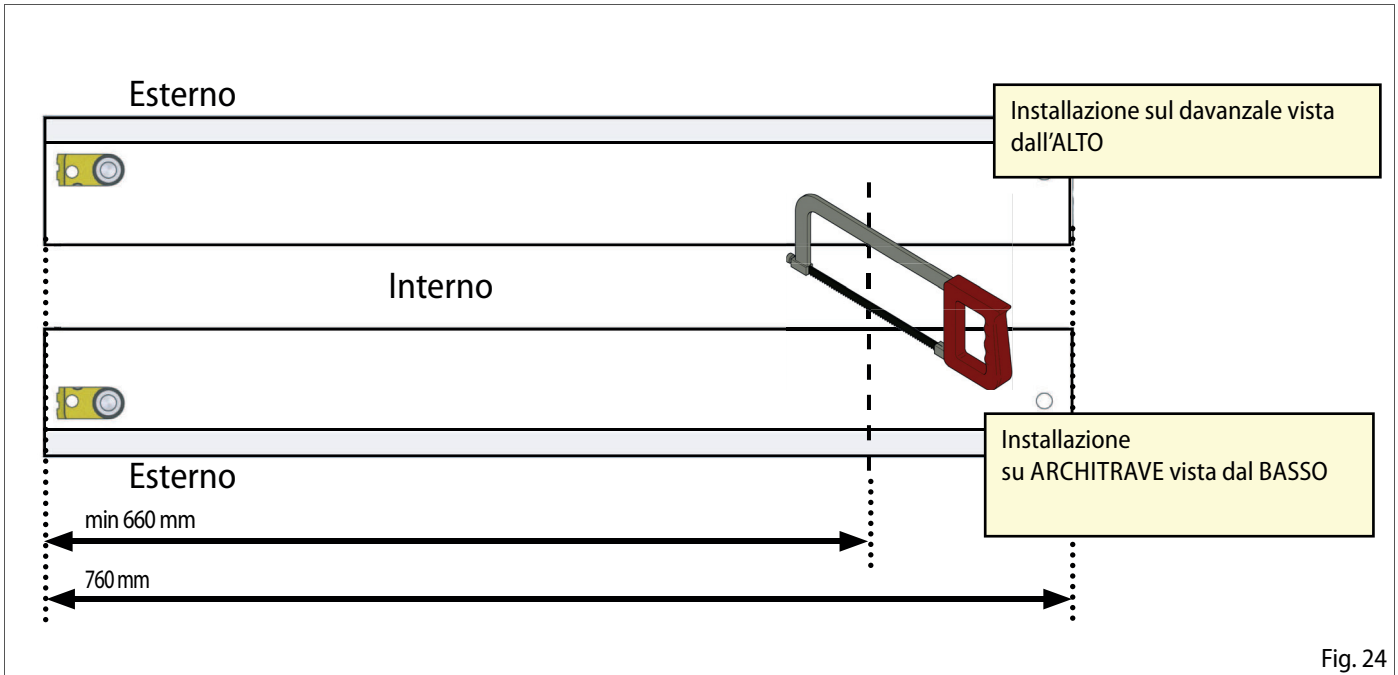 Esterno
Installazione sul davanzale vista
dall'ALTO
Interno
Installazione
su ARCHITRAVE vista dal BASSO
Esterno
min 660 mm
760 mm
Fig. 24